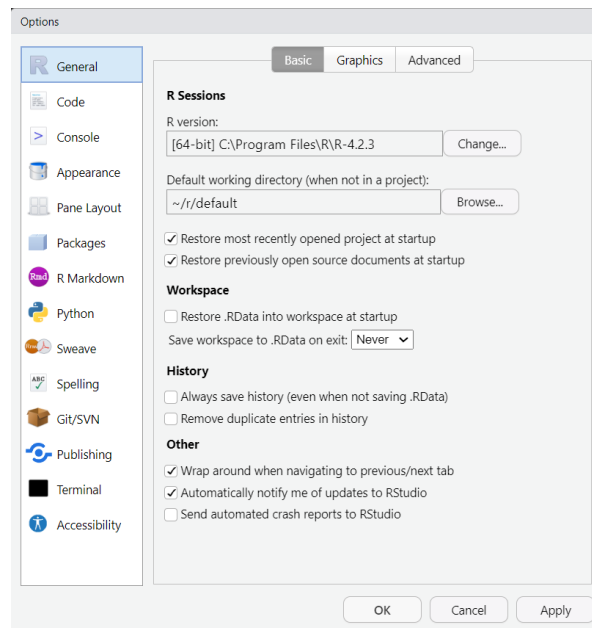 Options
General
Code
Console
Appearance
Pane Layout
Packages
R Markdown
Python
Sweave
Spelling
Git/SVN
Publishing
Terminal
Accessibility
Basic Graphics Advanced
R Sessions
R version:
[64-bit] C:\Program Files\R\R-4.2.3 Change...
Default working directory (when not in a project):
~/r/default Browse...
Restore most recently opened project at startup
Restore previously open source documents at startup
Workspace
Restore .RData into workspace at startup
Save workspace to .RData on exit: Never
History
Always save history (even when not saving .RData)
Remove duplicate entries in history
Other
Wrap around when navigating to previous/next tab
Automatically notify me of updates to RStudio
Send automated crash reports to RStudio
OK Cancel Apply